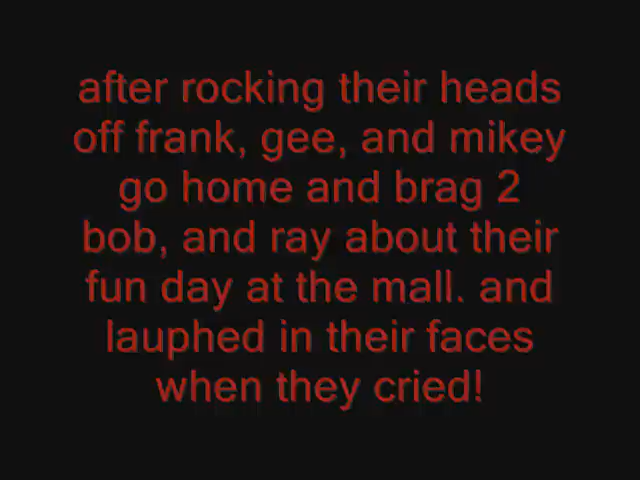 after rocking their heads
off frank, gee, and mikey
go home and brag 2
bob, and ray about their
fun day at the mall. and
lauphed in their faces
when they cried!